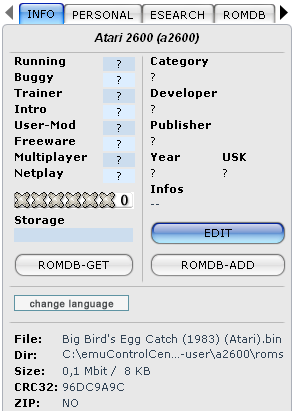 INFO PERSONAL ESEARCH ROMDB
Atari 2600 (a2600)
Running ? Category
Buggy ? ?
Trainer ? Developer
Intro ? ?
User-Mod ? Publisher
Freeware ? ?
Multiplayer ? Year USK
Netplay ? ? ?
Infos
0 --
Storage
EDIT
ROMDB-GET ROMDB-ADD
change language
File: Big Bird's Egg Catch (1983) (Atari).bin
Dir: C:\emuControlCen...-user\a2600\roms
Size: 0,1 Mbit / 8 KB
CRC32: 96DC9A9C
ZIP: NO